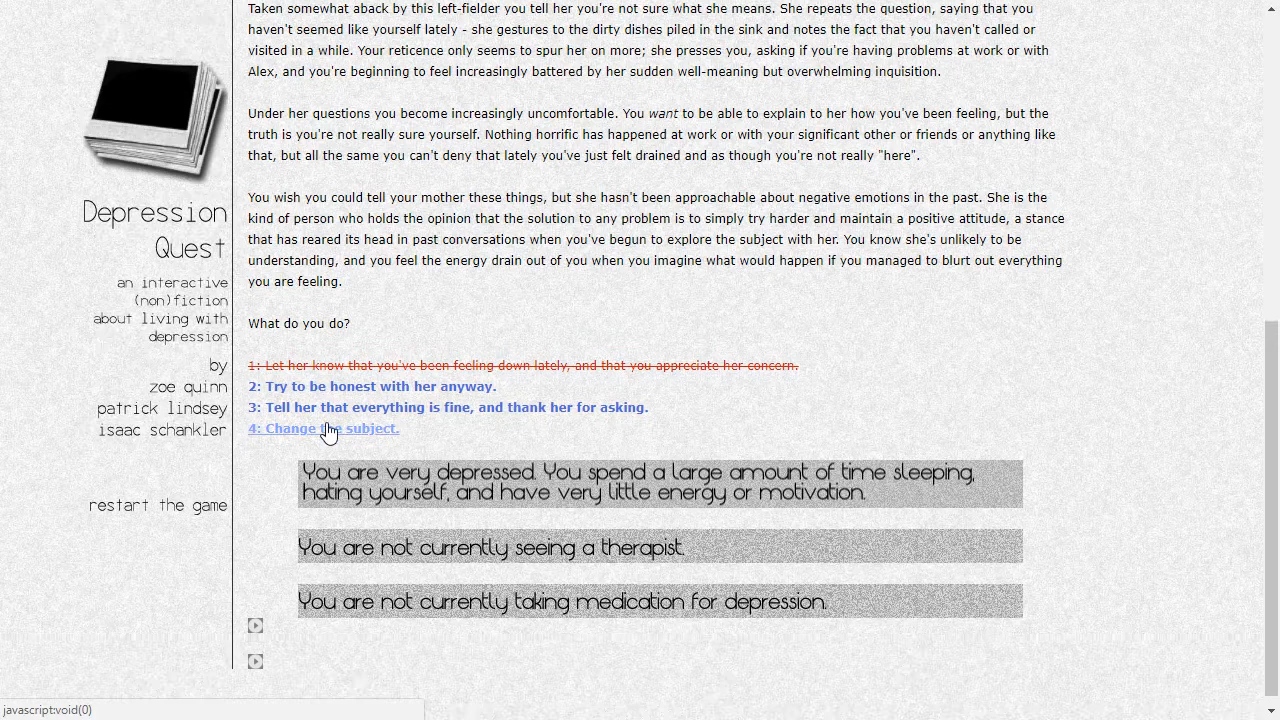 Taken somewhat aback by this left-fielder you tell her you're not sure what she means. She repeats the question, saying that you
haven't seemed like yourself lately - she gestures to the dirty dishes piled in the sink and notes the fact that you haven't called or
visited in a while. Your reticence only seems to spur her on more; she presses you, asking if you're having problems at work or with
Alex, and you're beginning to feel increasingly battered by her sudden well-meaning but overwhelming inquisition.
Under her questions you become increasingly uncomfortable. You want to be able to explain to her how you've been feeling, but the
truth is you're not really sure yourself. Nothing horrific has happened at work or with your significant other or friends or anything like
that, but all the same you can't deny that lately you've just felt drained and as though you're not really "here".
You wish you could tell your mother these things, but she hasn't been approachable about negative emotions in the past. She is the
kind of person who holds the opinion that the solution to any problem is to simply try harder and maintain a positive attitude, a stance
that has reared its head in past conversations when you've begun to explore the subject with her. You know she's unlikely to be
understanding, and you feel the energy drain out of you when you imagine what would happen if you managed to blurt out everything
you are feeling.
What do you do?
1: Let her know that you've been feeling down lately, and that you appreciate her concern.
2: Try to be honest with her anyway.
3: Tell her that everything is fine, and thank her for asking.
4: Change the subject.
You are very depressed. You spend a large amount of time sleeping,
hating yourself, and have very little energy or motivation.
You are not currently seeing a therapist.
You are not currently taking medication for depression.
Depression
Quest
an interactive
(non)fiction
about living with
depression
by
zoe quinn
patrick lindsey
isaac schankler
restart the game
javascript:void(0)